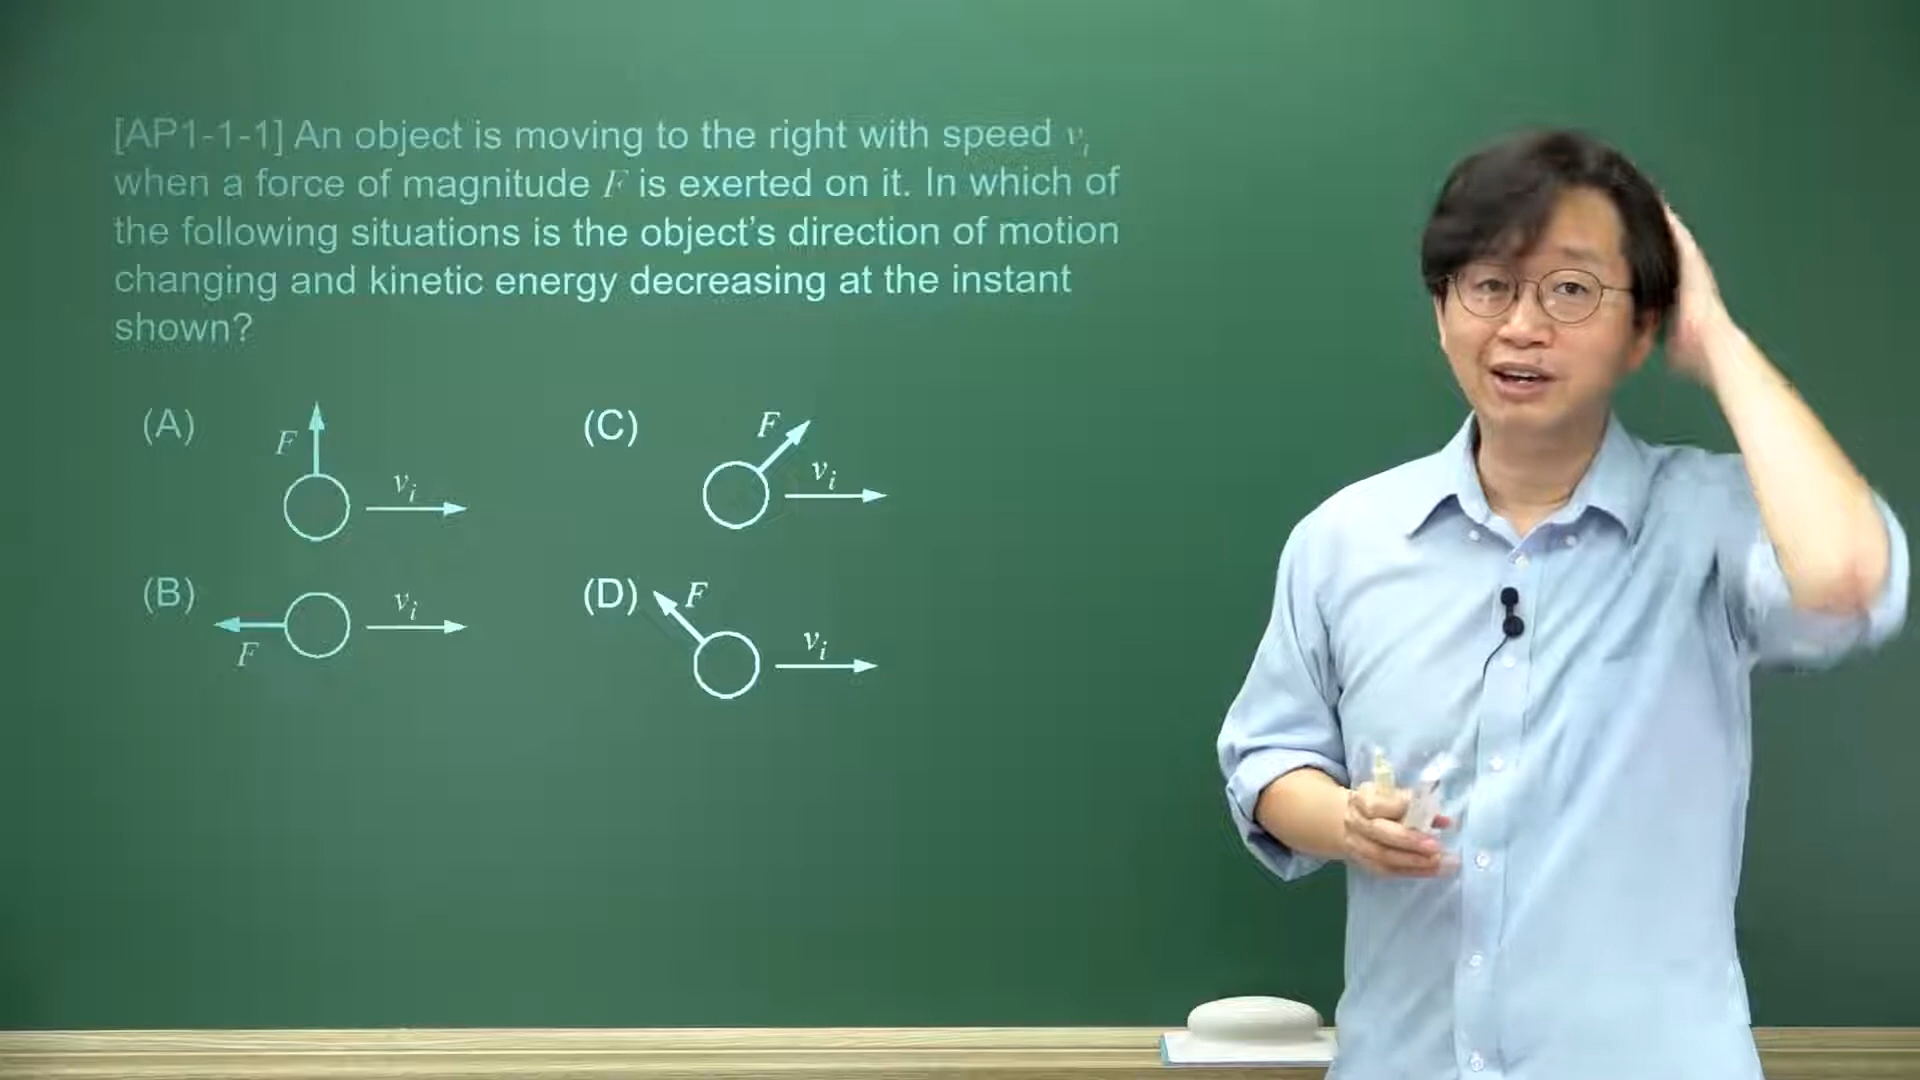 [AP1-1-1] An object is moving to the right with speed vᵢ
when a force of magnitude F is exerted on it. In which of
the following situations is the object's direction of motion
changing and kinetic energy decreasing at the instant
shown?
(A)
F
vᵢ
(B)
F
vᵢ
(C)
F
vᵢ
(D)
F
vᵢ